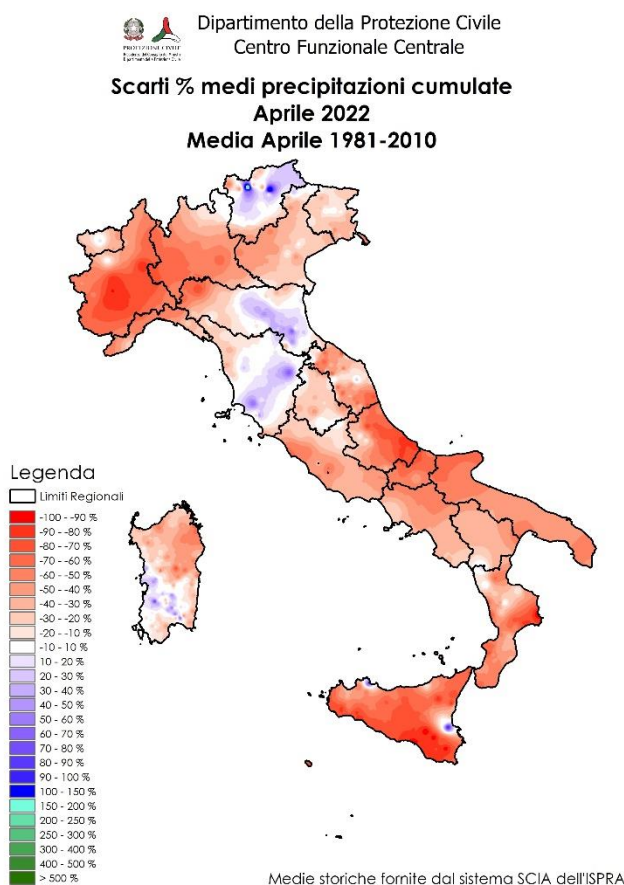 Dipartimento della Protezione Civile
Centro Funzionale Centrale
PROTEZIONE CIVILE
Scarti % medi precipitazioni cumulate
Aprile 2022
Media Aprile 1981-2010
Legenda
Limiti Regionali
-100 - -90 %
-90 - -80 %
-80 - -70 %
-70 - -60 %
-60 - -50 %
-50 - -40 %
-40 - -30 %
-30 - -20 %
-20 - -10 %
-10 - 10 %
10 - 20 %
20 - 30 %
30 - 40 %
40 - 50 %
50 - 60 %
60 - 70 %
70 - 80 %
80 - 90 %
90 - 100 %
100 - 150 %
150 - 200 %
200 - 250 %
250 - 300 %
300 - 400 %
400 - 500 %
> 500 %
Medie storiche fornite dal sistema SCIA dell'ISPRA